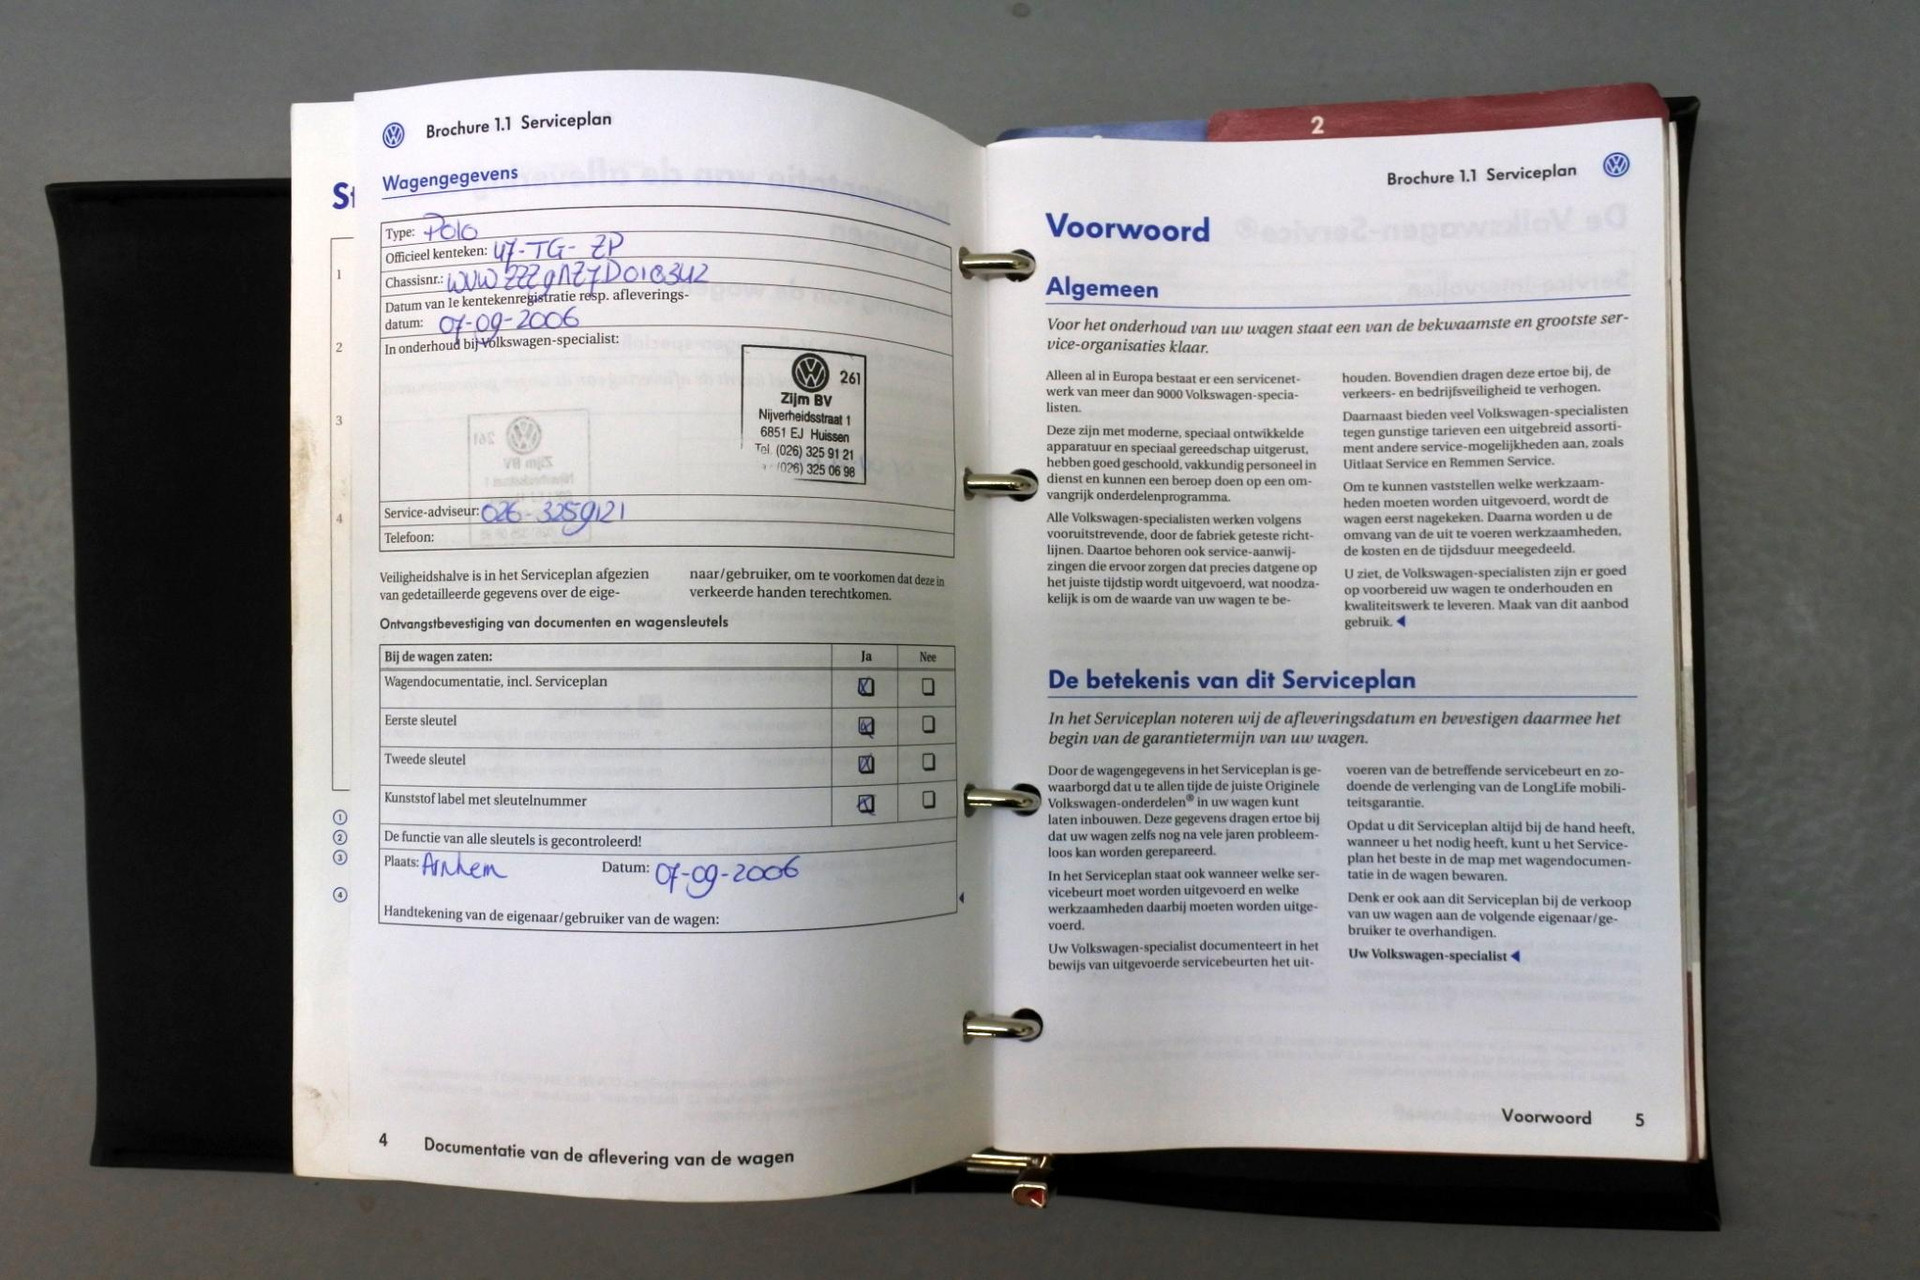 Brochure 1.1 Serviceplan
Wagengegevens
Type: Polo
Officieel kenteken: 47-TG-ZP
Chassisnr.:
Datum van 1e kentekenregistratie resp. afleverings-
datum: 07-09-2006
In onderhoud bij Volkswagen-specialist:
261
Zijm BV
Nijverheidsstraat 1
6851 EJ Huissen
Tel. (026) 325 91 21
(026) 325 06 98
Service-adviseur: 026-3259121
Telefoon:
Veiligheidshalve is in het Serviceplan afgezien
van gedetailleerde gegevens over de eige-
naar/gebruiker, om te voorkomen dat deze in
verkeerde handen terechtkomen.
Ontvangstbevestiging van documenten en wagensleutels
Bij de wagen zaten: Ja Nee
Wagendocumentatie, incl. Serviceplan
Eerste sleutel
Tweede sleutel
Kunststof label met sleutelnummer
De functie van alle sleutels is gecontroleerd!
Plaats: Arnhem Datum: 07-09-2006
Handtekening van de eigenaar/gebruiker van de wagen:
4 Documentatie van de aflevering van de wagen
St
1
2
3
4
①
②
③
④
2
Brochure 1.1 Serviceplan
Voorwoord
Algemeen
Voor het onderhoud van uw wagen staat een van de bekwaamste en grootste ser-
vice-organisaties klaar.
Alleen al in Europa bestaat er een servicenet-
werk van meer dan 9000 Volkswagen-specia-
listen.
Deze zijn met moderne, speciaal ontwikkelde
apparatuur en speciaal gereedschap uitgerust,
hebben goed geschoold, vakkundig personeel in
dienst en kunnen een beroep doen op een om-
vangrijk onderdelenprogramma.
Alle Volkswagen-specialisten werken volgens
vooruitstrevende, door de fabriek geteste richt-
lijnen. Daartoe behoren ook service-aanwij-
zingen die ervoor zorgen dat precies datgene op
het juiste tijdstip wordt uitgevoerd, wat noodza-
kelijk is om de waarde van uw wagen te be-
houden. Bovendien dragen deze ertoe bij, de
verkeers- en bedrijfsveiligheid te verhogen.
Daarnaast bieden veel Volkswagen-specialisten
tegen gunstige tarieven een uitgebreid assorti-
ment andere service-mogelijkheden aan, zoals
Uitlaat Service en Remmen Service.
Om te kunnen vaststellen welke werkzaam-
heden moeten worden uitgevoerd, wordt de
wagen eerst nagekeken. Daarna worden u de
omvang van de uit te voeren werkzaamheden,
de kosten en de tijdsduur meegedeeld.
U ziet, de Volkswagen-specialisten zijn er goed
op voorbereid uw wagen te onderhouden en
kwaliteitswerk te leveren. Maak van dit aanbod
gebruik.
De betekenis van dit Serviceplan
In het Serviceplan noteren wij de afleveringsdatum en bevestigen daarmee het
begin van de garantietermijn van uw wagen.
Door de wagengegevens in het Serviceplan is ge-
waarborgd dat u te allen tijde de juiste Originele
Volkswagen-onderdelen® in uw wagen kunt
laten inbouwen. Deze gegevens dragen ertoe bij
dat uw wagen zelfs nog na vele jaren probleem-
loos kan worden gerepareerd.
In het Serviceplan staat ook wanneer welke ser-
vicebeurt moet worden uitgevoerd en welke
werkzaamheden daarbij moeten worden uitge-
voerd.
Uw Volkswagen-specialist documenteert in het
bewijs van uitgevoerde servicebeurten het uit-
voeren van de betreffende servicebeurt en zo-
doende de verlenging van de LongLife mobili-
teitsgarantie.
Opdat u dit Serviceplan altijd bij de hand heeft,
wanneer u het nodig heeft, kunt u het Service-
plan het beste in de map met wagendocumen-
tatie in de wagen bewaren.
Denk er ook aan dit Serviceplan bij de verkoop
van uw wagen aan de volgende eigenaar/ge-
bruiker te overhandigen.
Uw Volkswagen-specialist
Voorwoord 5